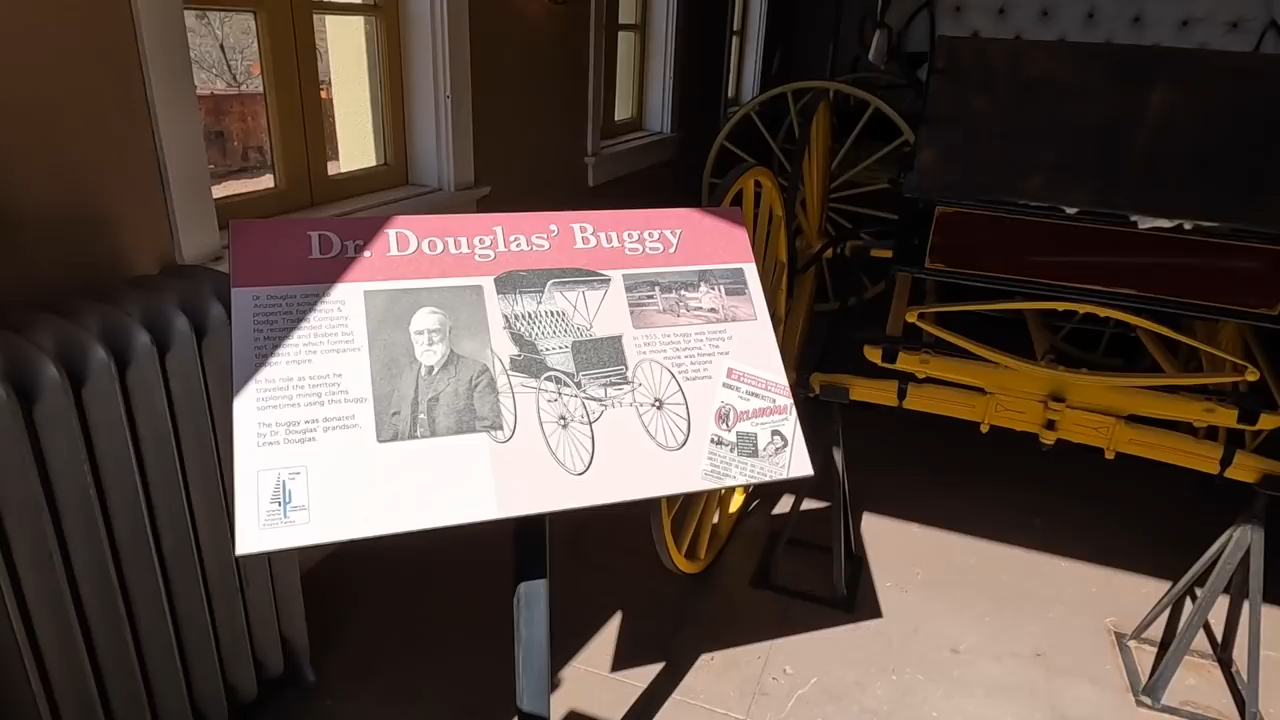 Dr. Douglas' Buggy
Dr. Douglas came to
Arizona to scout mining
properties for Phelps &
Dodge Trading Company.
He recommended claims
in Morenci and Bisbee but
not Jerome which formed
the basis of the companies'
copper empire.
In his role as scout he
traveled the territory
exploring mining claims
sometimes using this buggy.
The buggy was donated
by Dr. Douglas' grandson,
Lewis Douglas.
In 1955, the buggy was loaned
to RKO Studios for the filming of
the movie "Oklahoma." The
movie was filmed near
Elgin, Arizona
and not in
Oklahoma.
AT POPULAR PRICES!
RODGERS & HAMMERSTEIN
OKLAHOMA!
CINEMASCOPE